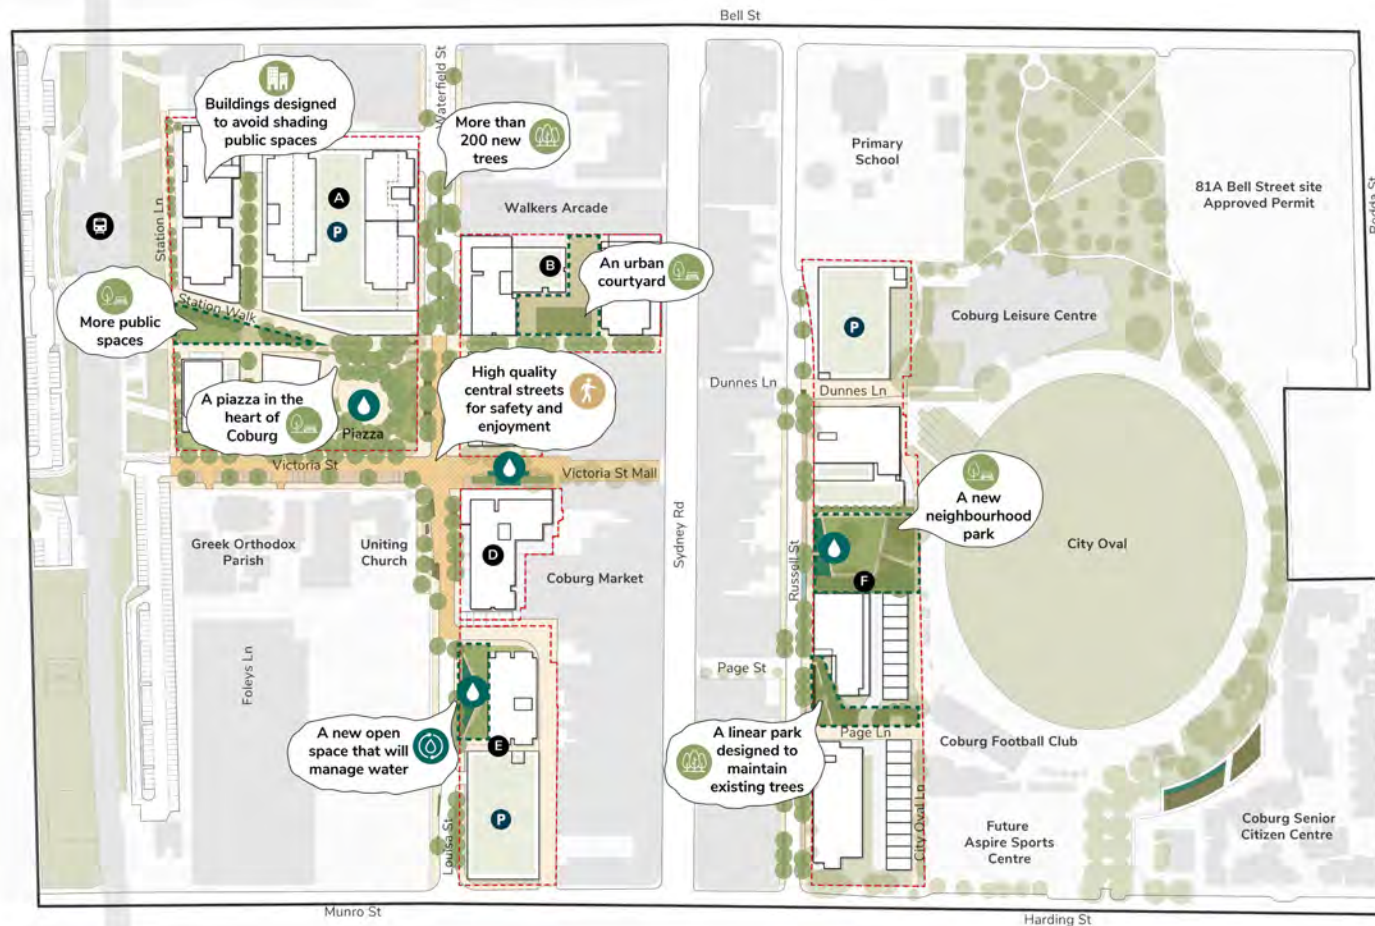 Bell St
Waterfield St
Buildings designed
to avoid shading
public spaces
More than
200 new
trees
Primary
School
81A Bell Street site
Approved Permit
Rodda St
A
P
Walkers Arcade
Station Ln
B
An urban
courtyard
More public
spaces
Station Walk
P
Coburg Leisure Centre
High quality
central streets
for safety and
enjoyment
Dunnes Ln
Dunnes Ln
A piazza in the
heart of
Coburg
Piazza
Victoria St
Victoria St Mall
A new
neighbourhood
park
Sydney Rd
Greek Orthodox
Parish
Uniting
Church
D
Coburg Market
Russell St
F
City Oval
Foleys Ln
Page St
A new open
space that will
manage water
E
A linear park
designed to
maintain
existing trees
Page Ln
Coburg Football Club
P
Louisa St
City Oval Ln
Future
Aspire Sports
Centre
Coburg Senior
Citizen Centre
Munro St
Harding St